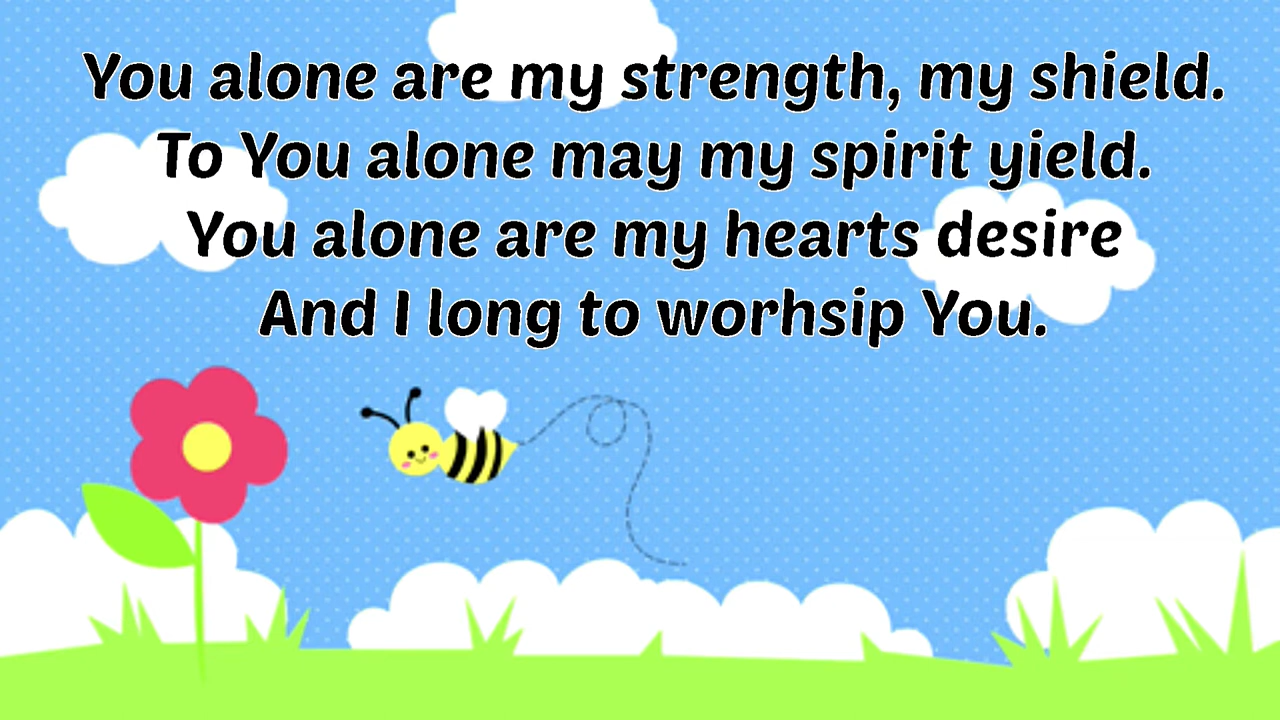 You alone are my strength, my shield.
To You alone may my spirit yield.
You alone are my hearts desire
And I long to worhsip You.